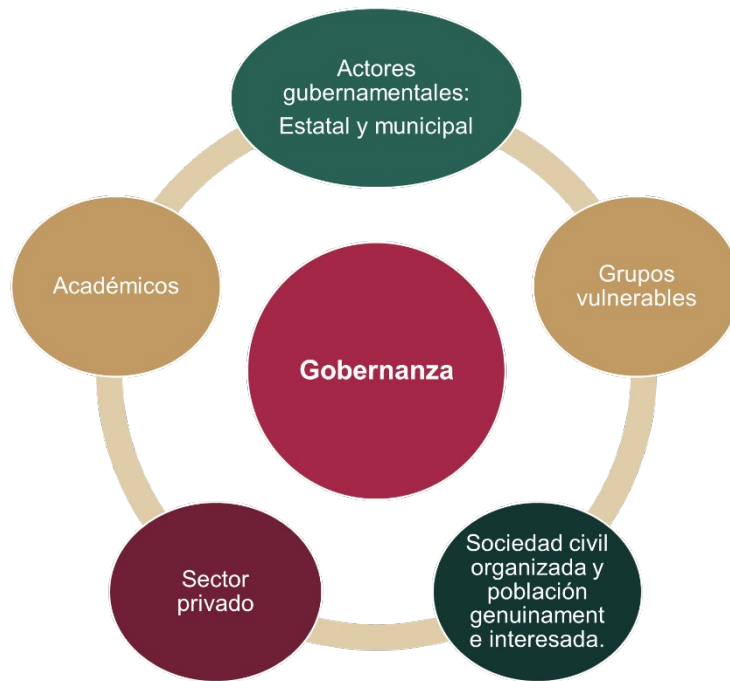 Actores
gubernamentales:
Estatal y municipal
Académicos
Grupos
vulnerables
Gobernanza
Sector
privado
Sociedad civil
organizada y
población
genuinament
e interesada.